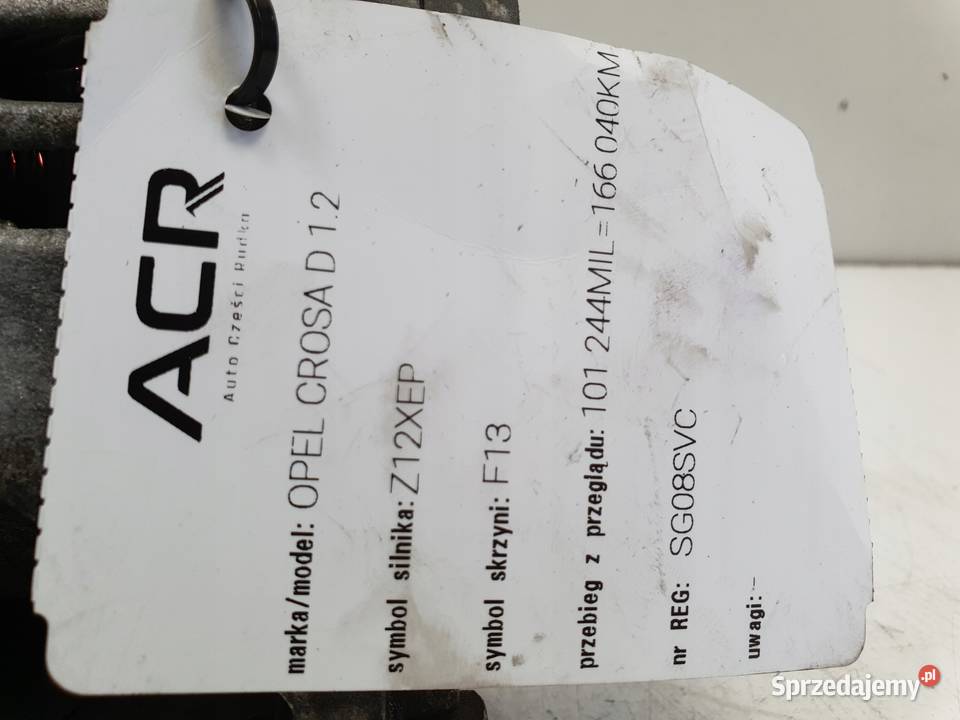 ACR
Auto Części Rudka
marka/model: OPEL CROSA D 1.2
symbol silnika: Z12XEP
symbol skrzyni: F13
przebieg z przeglądu: 101 244MIL=166 040KM
nr REG: SG08SVC
uwagi: –
Sprzedajemy.pl